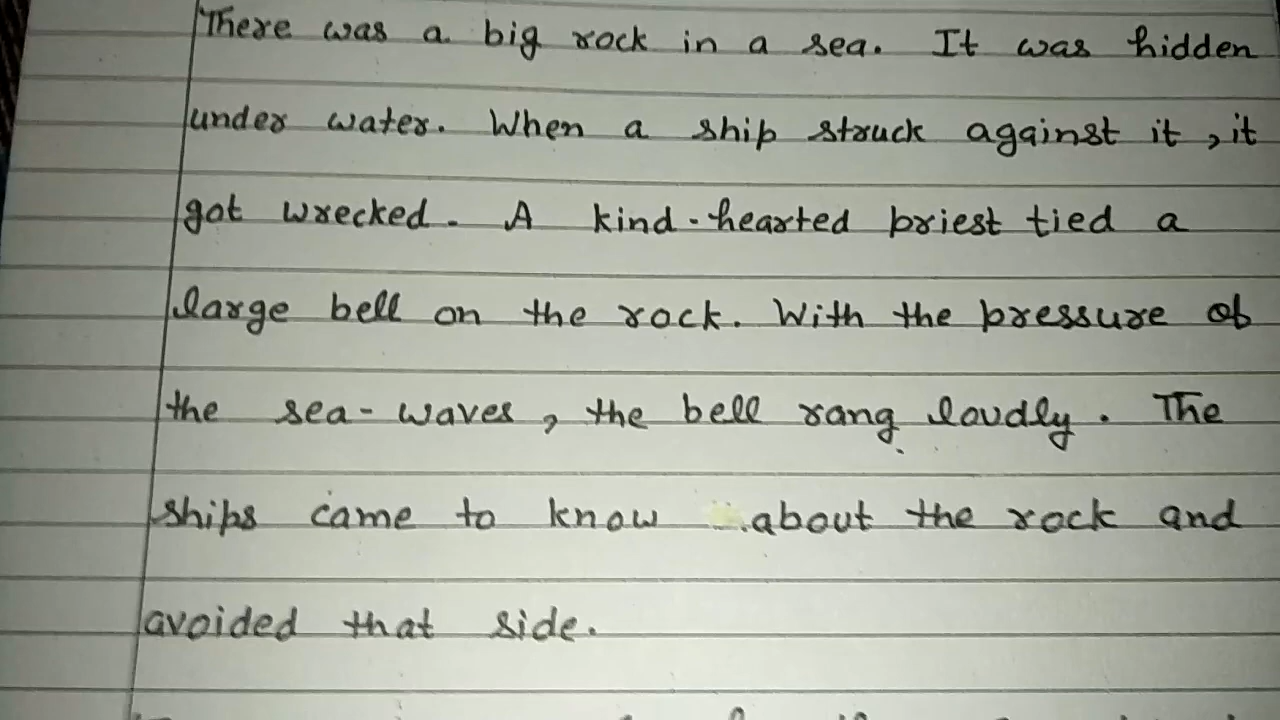 There was a big rock in a sea. It was hidden
under water. When a ship struck against it, it
got wrecked. A kind-hearted priest tied a
large bell on the rock. With the pressure of
the sea-waves, the bell rang loudly. The
ships came to know about the rock and
avoided that side.